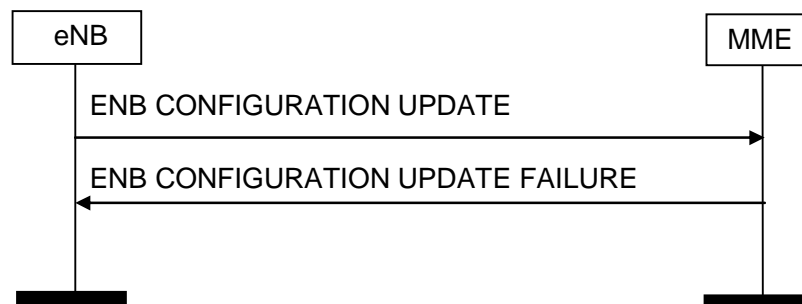 eNB
MME
ENB CONFIGURATION UPDATE
ENB CONFIGURATION UPDATE FAILURE